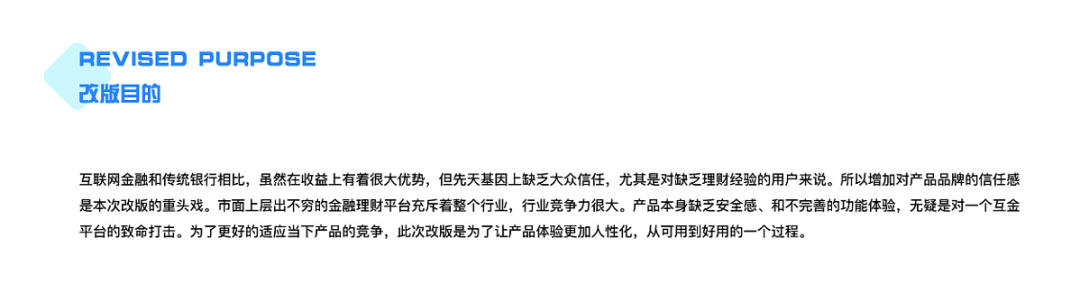 REVISED PURPOSE
改版目的
互联网金融和传统银行相比，虽然在收益上有着很大优势，但先天基因上缺乏大众信任，尤其是对缺乏理财经验的用户来说。所以增加对产品品牌的信任感
是本次改版的重头戏。市面上层出不穷的金融理财平台充斥着整个行业，行业竞争力很大。产品本身缺乏安全感、和不完善的功能体验，无疑是对一个互金
平台的致命打击。为了更好的适应当下产品的竞争，此次改版是为了让产品体验更加人性化，从可用到好用的一个过程。